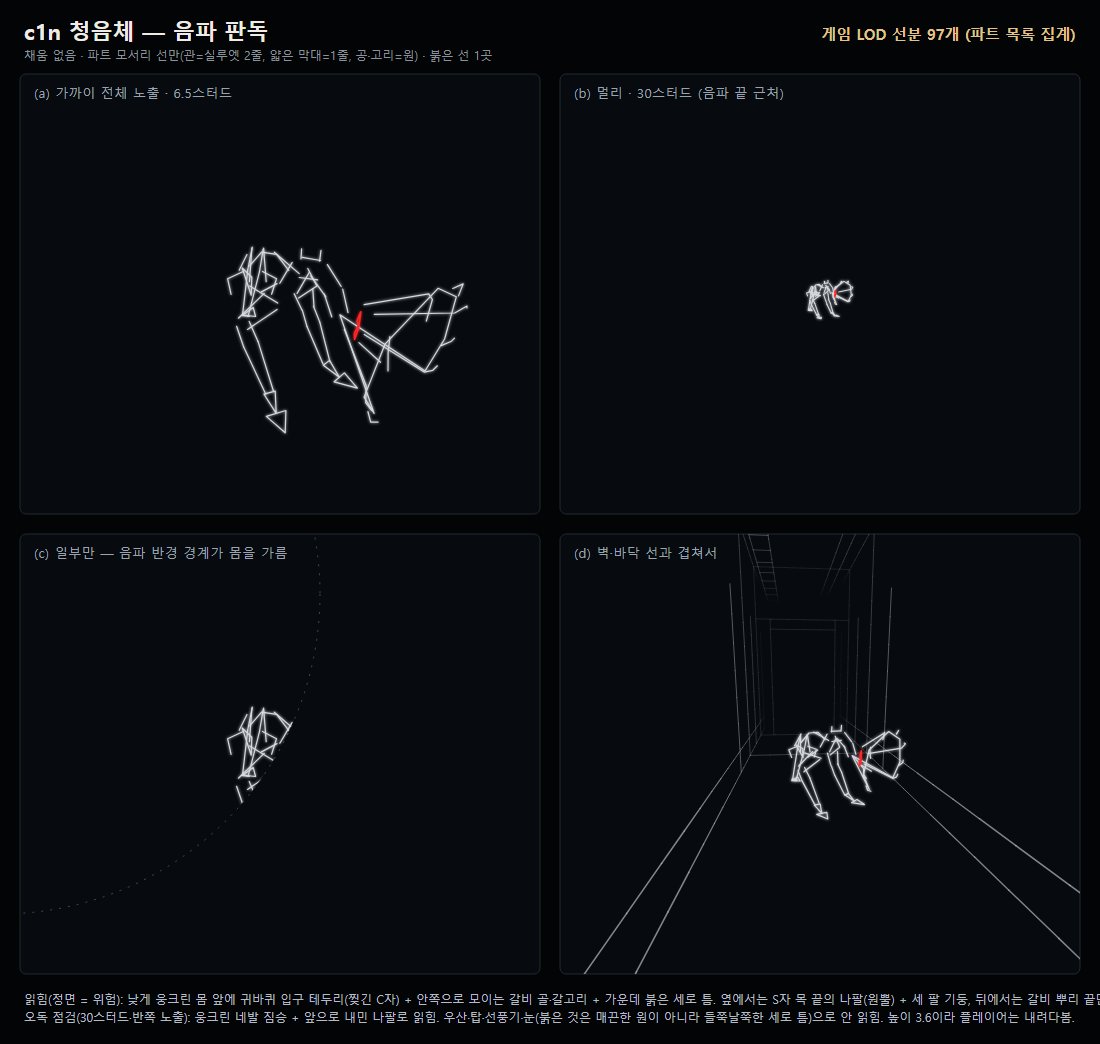 c1n 청음체 — 음파 판독
게임 LOD 선분 97개 (파트 목록 집계)
채움 없음 · 파트 모서리 선만(관=실루엣 2줄, 얇은 막대=1줄, 공·고리=원) · 붉은 선 1곳
(a) 가까이 전체 노출 · 6.5스터드
(b) 멀리 · 30스터드 (음파 끝 근처)
(c) 일부만 — 음파 반경 경계가 몸을 가름
(d) 벽·바닥 선과 겹쳐서
읽힘(정면 = 위험): 낮게 웅크린 몸 앞에 귀바퀴 입구 테두리(찢긴 C자) + 안쪽으로 모이는 갈비 골·갈고리 + 가운데 붉은 세로 틈. 옆에서는 S자 목 끝의 나팔(원뿔) + 세 팔 기둥, 뒤에서는 갈비 뿌리
오독 점검(30스터드·반쪽 노출): 웅크린 네발 짐승 + 앞으로 내민 나팔로 읽힘. 우산·탑·선풍기·눈(붉은 것은 매끈한 원이 아니라 들쭉날쭉한 세로 틈)으로 안 읽힘. 높이 3.6이라 플레이어는 내려다봄.